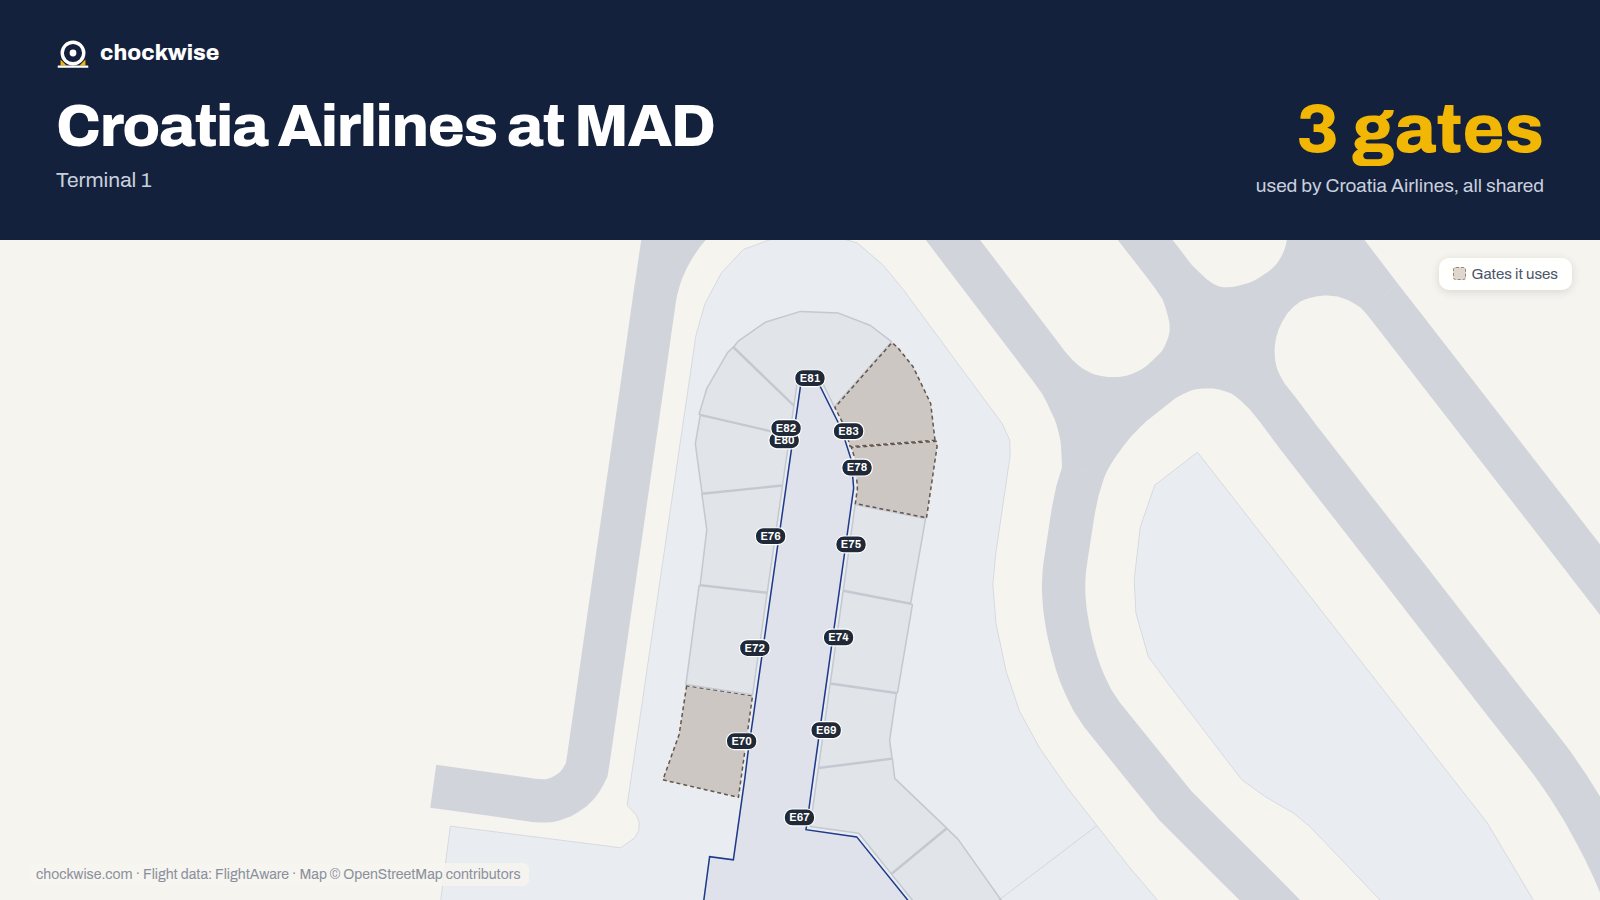 chockwise
Croatia Airlines at MAD
Terminal 1
3 gates
used by Croatia Airlines, all shared
Gates it uses
E81
E82
E80
E83
E78
E76
E75
E74
E72
E70
E69
E67
chockwise.com · Flight data: FlightAware · Map © OpenStreetMap contributors